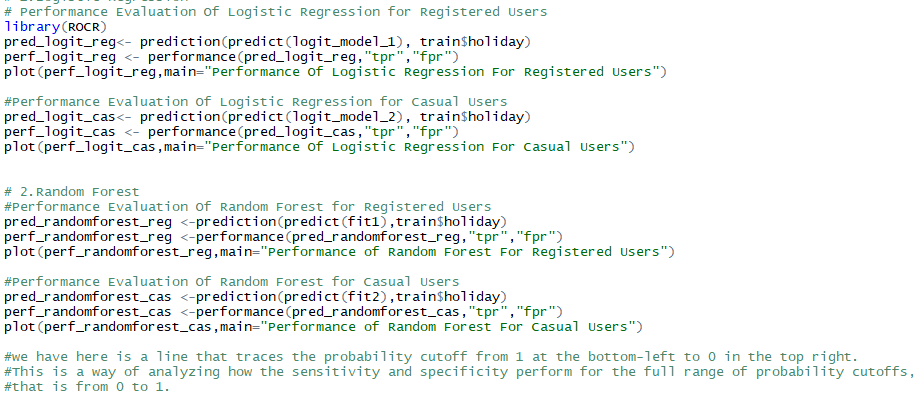 # Performance Evaluation Of Logistic Regression for Registered Users
library(ROCR)
pred_logit_reg<- prediction(predict(logit_model_1), train$holiday)
perf_logit_reg <- performance(pred_logit_reg,"tpr","fpr")
plot(perf_logit_reg,main="Performance Of Logistic Regression For Registered Users")
#Performance Evaluation Of Logistic Regression for Casual Users
pred_logit_cas<- prediction(predict(logit_model_2), train$holiday)
perf_logit_cas <- performance(pred_logit_cas,"tpr","fpr")
plot(perf_logit_cas,main="Performance Of Logistic Regression For Casual Users")
# 2.Random Forest
#Performance Evaluation Of Random Forest for Registered Users
pred_randomforest_reg <-prediction(predict(fit1),train$holiday)
perf_randomforest_reg <-performance(pred_randomforest_reg,"tpr","fpr")
plot(perf_randomforest_reg,main="Performance of Random Forest For Registered Users")
#Performance Evaluation Of Random Forest for Casual Users
pred_randomforest_cas <-prediction(predict(fit2),train$holiday)
perf_randomforest_cas <-performance(pred_randomforest_cas,"tpr","fpr")
plot(perf_randomforest_cas,main="Performance of Random Forest For Casual Users")
#we have here is a line that traces the probability cutoff from 1 at the bottom-left to 0 in the top right.
#This is a way of analyzing how the sensitivity and specificity perform for the full range of probability cutoffs,
#that is from 0 to 1.